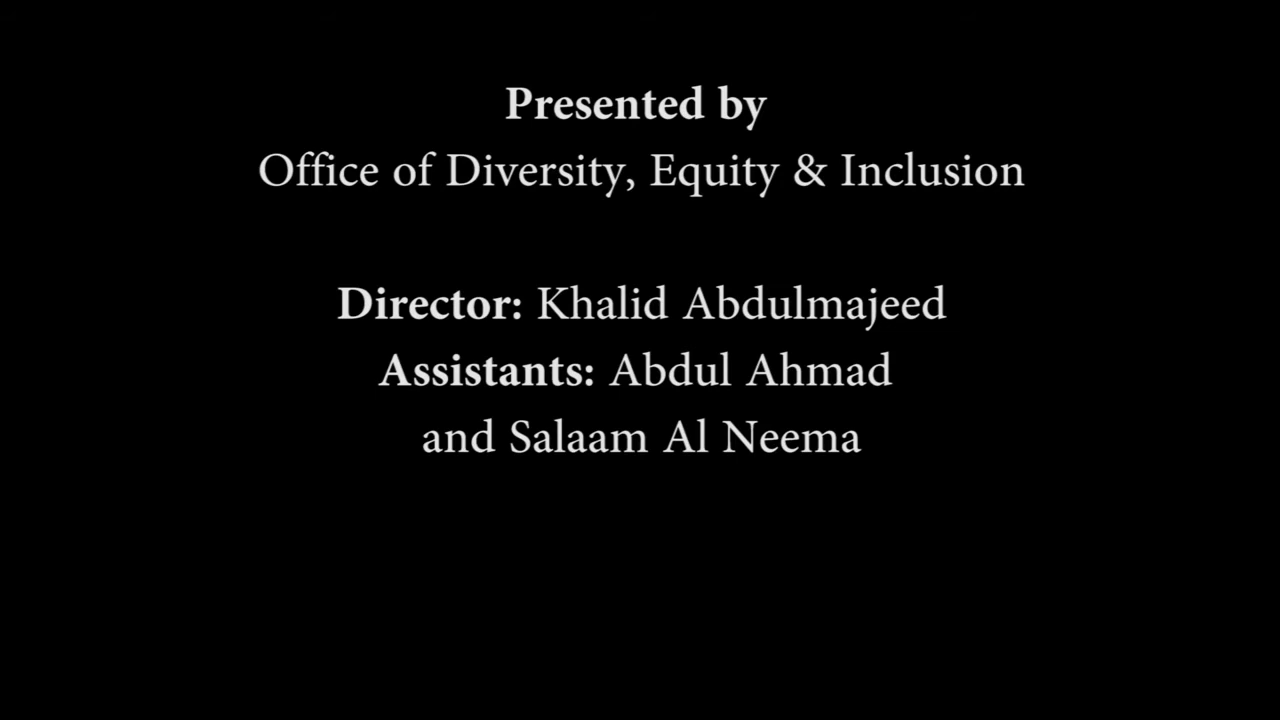 Presented by
Office of Diversity, Equity & Inclusion
Director: Khalid Abdulmajeed
Assistants: Abdul Ahmad
and Salaam Al Neema